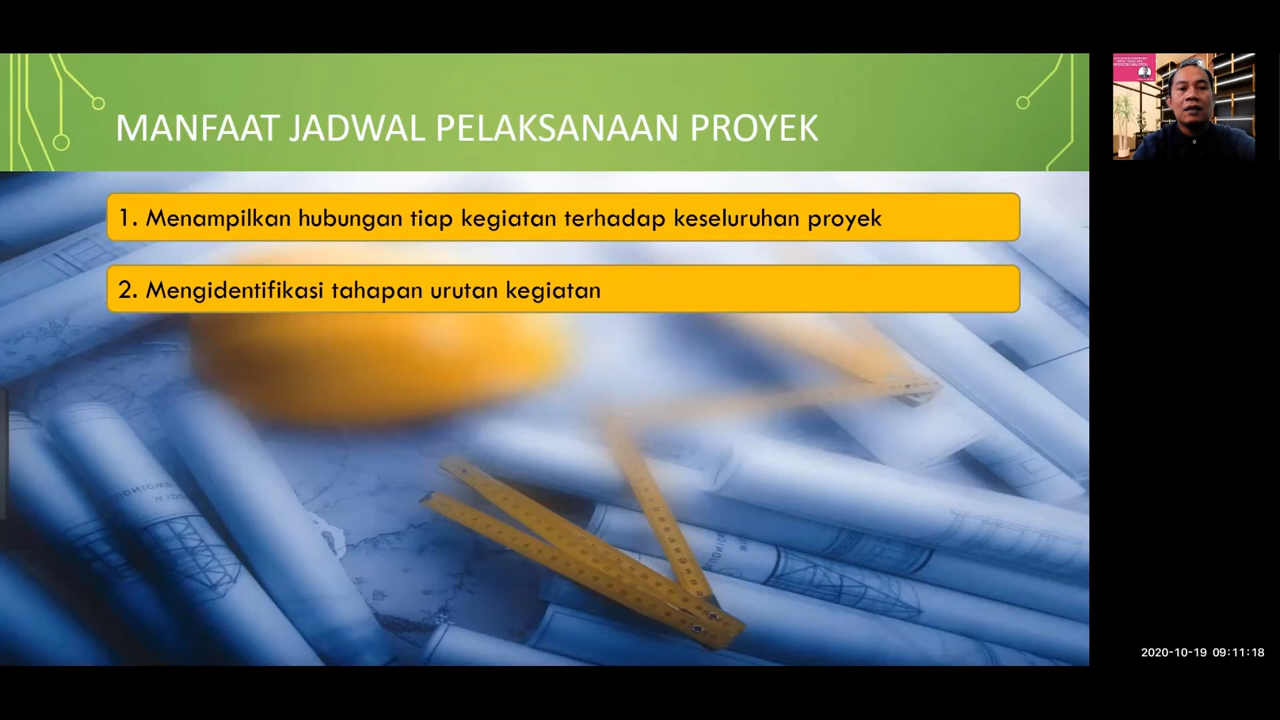 MANFAAT JADWAL PELAKSANAAN PROYEK
1. Menampilkan hubungan tiap kegiatan terhadap keseluruhan proyek
2. Mengidentifikasi tahapan urutan kegiatan
2020-10-19 09:11:18